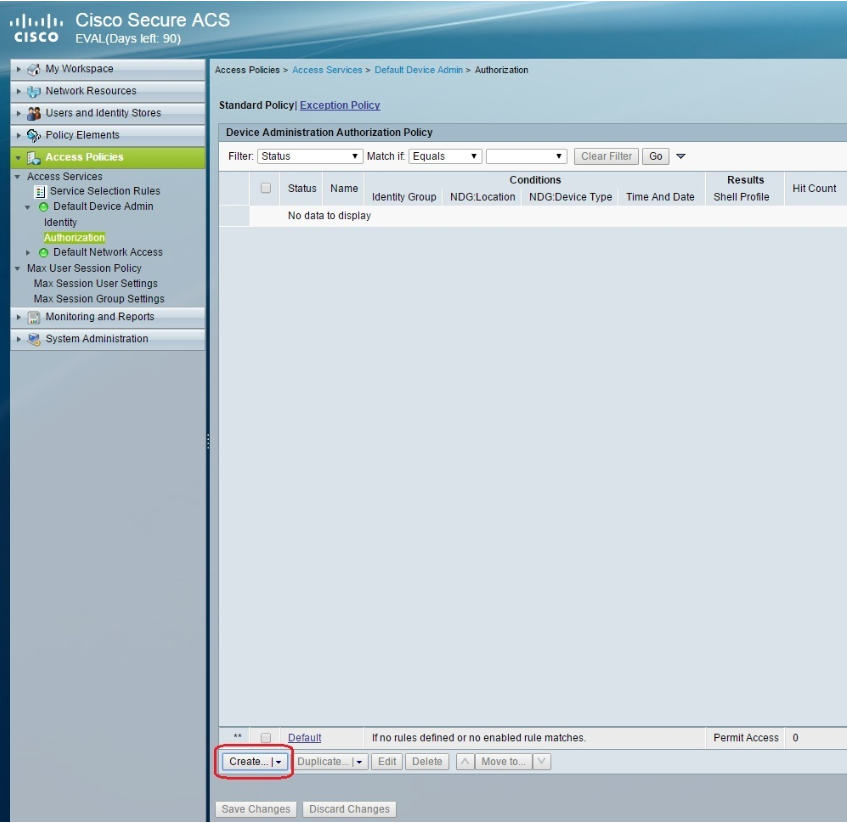 Cisco Secure ACS
CISCO
EVAL(Days left: 90)
My Workspace
Network Resources
Users and Identity Stores
Policy Elements
Access Policies
Access Services
Service Selection Rules
Default Device Admin
Identity
Authorization
Default Network Access
Max User Session Policy
Max Session User Settings
Max Session Group Settings
Monitoring and Reports
System Administration
Access Policies > Access Services > Default Device Admin > Authorization
Standard Policy| Exception Policy
Device Administration Authorization Policy
Filter: Status Match if: Equals Clear Filter Go
Status Name Conditions Results Hit Count
Identity Group NDG:Location NDG:Device Type Time And Date Shell Profile
No data to display
** Default If no rules defined or no enabled rule matches. Permit Access 0
Create... | Duplicate... | Edit Delete Move to...
Save Changes Discard Changes